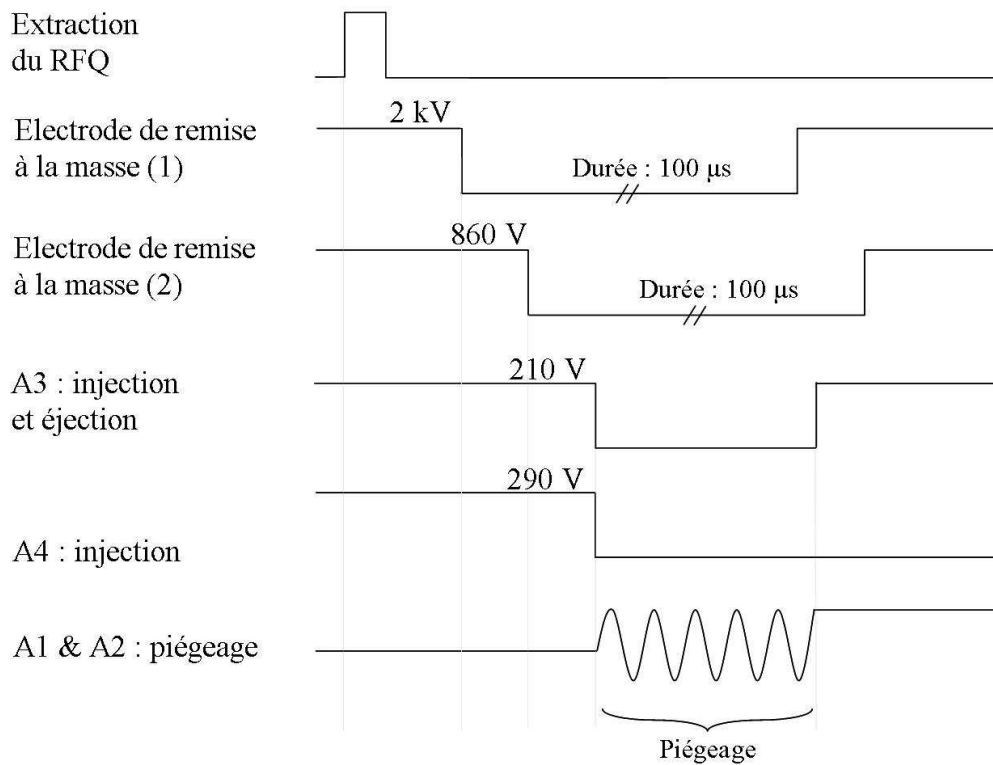 Extraction
du RFQ
2 kV
Electrode de remise
à la masse (1)
Durée : 100 μs
860 V
Electrode de remise
à la masse (2)
Durée : 100 μs
210 V
A3 : injection
et éjection
290 V
A4 : injection
A1 & A2 : piégeage
Piégeage